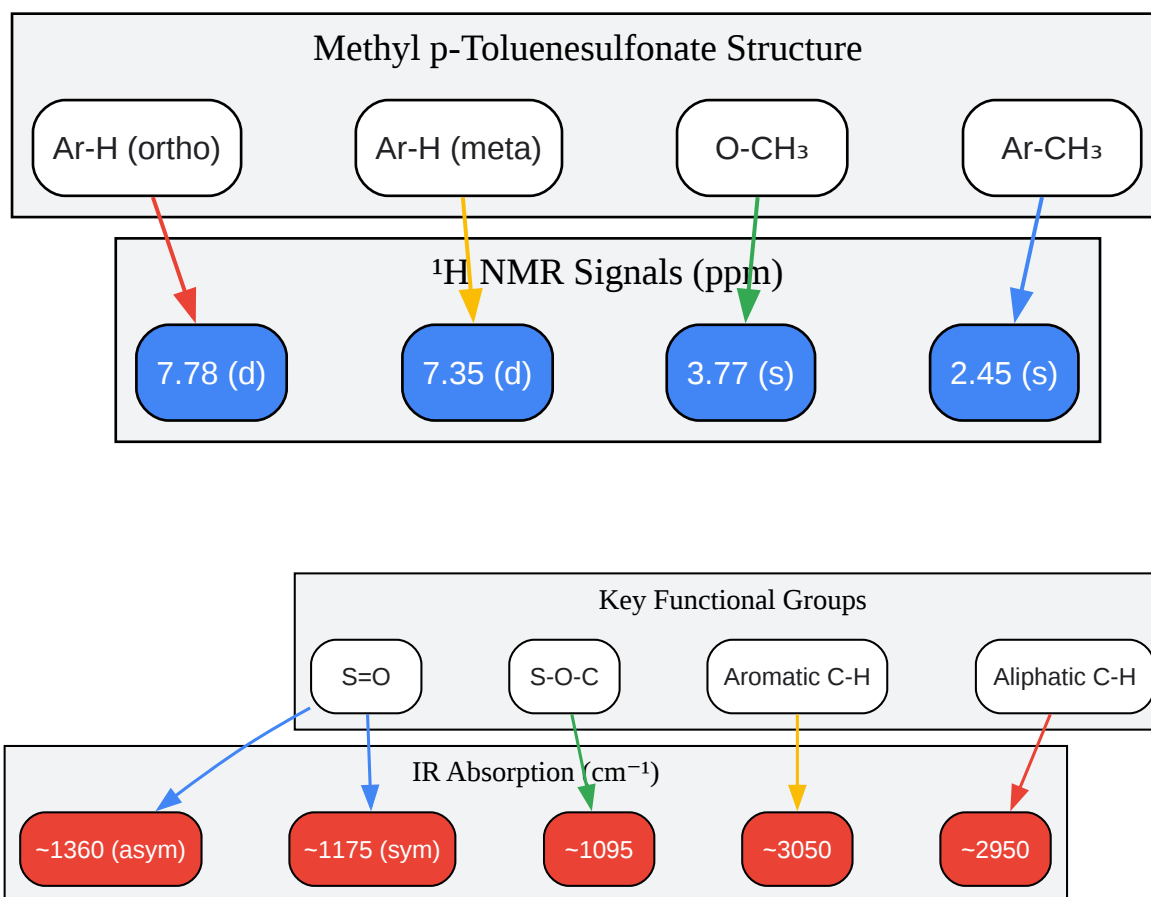 Methyl p-Toluenesulfonate Structure
Ar-H (ortho)
Ar-H (meta)
O-CH₃
Ar-CH₃
¹H NMR Signals (ppm)
7.78 (d)
7.35 (d)
3.77 (s)
2.45 (s)
Key Functional Groups
S=O
S-O-C
Aromatic C-H
Aliphatic C-H
IR Absorption (cm⁻¹)
~1360 (asym)
~1175 (sym)
~1095
~3050
~2950